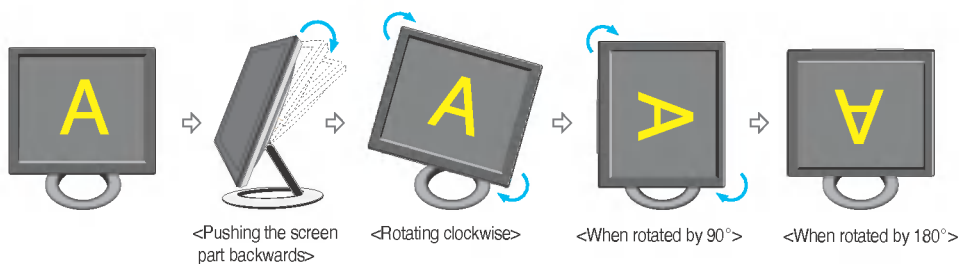 A
A
A
A
<Pushing the screen
part backwards>
<Rotating clockwise>
<When rotated by 90°>
<When rotated by 180°>